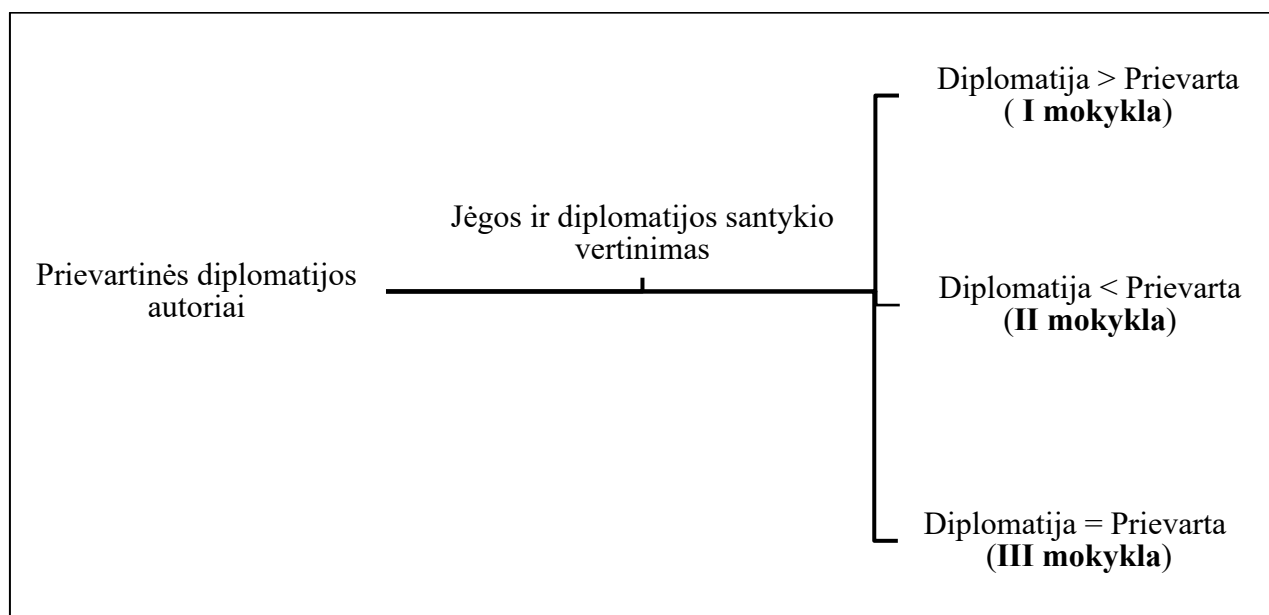 Prievartinės diplomatijos
autoriai
Jėgos ir diplomatijos santykio
vertinimas
Diplomatija > Prievarta
( I mokykla)
Diplomatija < Prievarta
(II mokykla)
Diplomatija = Prievarta
(III mokykla)